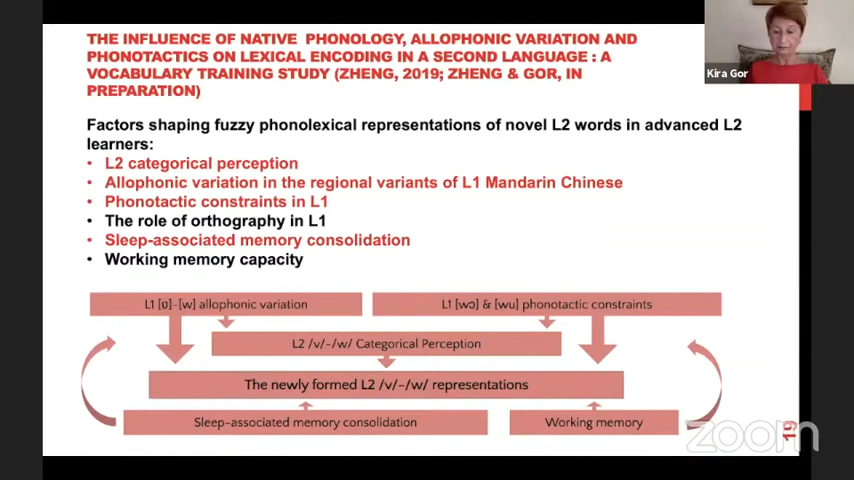 THE INFLUENCE OF NATIVE PHONOLOGY, ALLOPHONIC VARIATION AND
PHONOTACTICS ON LEXICAL ENCODING IN A SECOND LANGUAGE : A
VOCABULARY TRAINING STUDY (ZHENG, 2019; ZHENG & GOR, IN
PREPARATION)
Kira Gor
Factors shaping fuzzy phonolexical representations of novel L2 words in advanced L2
learners:
• L2 categorical perception
• Allophonic variation in the regional variants of L1 Mandarin Chinese
• Phonotactic constraints in L1
• The role of orthography in L1
• Sleep-associated memory consolidation
• Working memory capacity
L1 [ʋ]-[w] allophonic variation
L1 [wɔ] & [wu] phonotactic constraints
L2 /v/-/w/ Categorical Perception
The newly formed L2 /v/-/w/ representations
Sleep-associated memory consolidation
Working memory
zoom
19